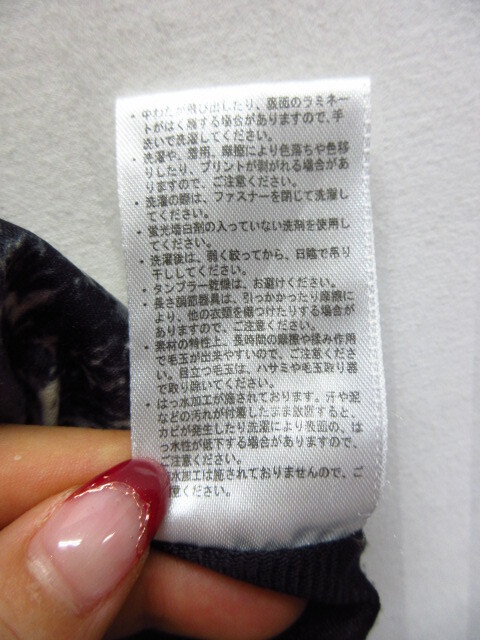 ・中わたが飛び出したり、表面のラミネー
トがはく離する場合がありますので、手
洗いで洗濯してください。
・洗濯や、着用、摩擦により色落ちや色移
りしたり、プリントが剥がれる場合があ
りますので、ご注意ください。
・洗濯の際は、ファスナーを閉じて洗濯し
てください。
・蛍光増白剤の入っていない洗剤を使用し
てください。
・洗濯後は、弱く絞ってから、日陰で吊り
干ししてください。
・タンブラー乾燥は、お避けください。
・長さ調節器具は、引っかかったり摩擦に
より、他の衣類を傷つけたりする場合が
ありますので、ご注意ください。
・素材の特性上、長時間の摩擦や揉み作用
で毛玉が出来やすいので、ご注意くださ
い。目立つ毛玉は、ハサミや毛玉取り器
で取り除いてください。
・はっ水加工が施されております。汗や泥
などの汚れが付着したまま放置すると、
カビが発生したり洗濯により表面の、は
っ水性が低下する場合がありますので、
ご注意ください。
水加工は施されておりませんので、ご
意ください。